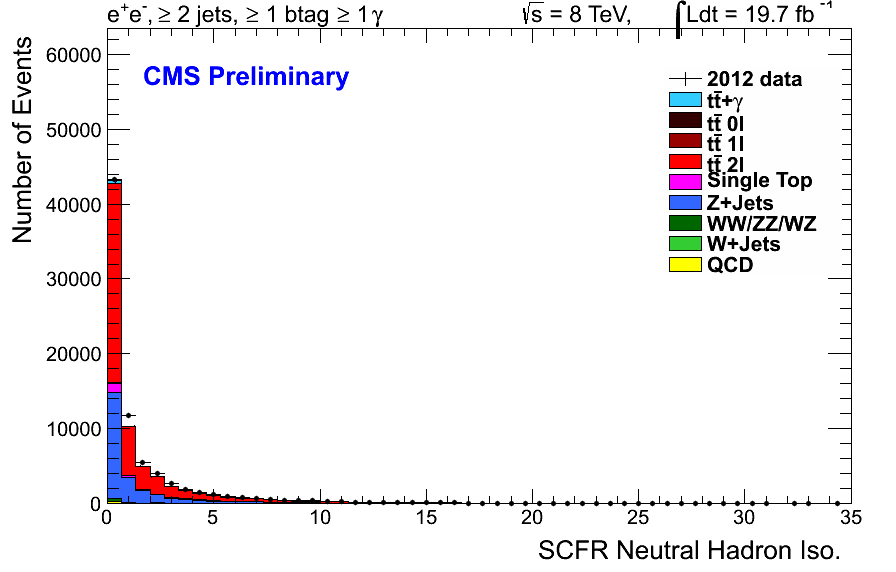 e⁺e⁻, ≥ 2 jets, ≥ 1 btag ≥ 1 γ √s = 8 TeV, ∫Ldt = 19.7 fb⁻¹
CMS Preliminary
Number of Events
60000
50000
40000
30000
20000
10000
0
2012 data
tt̄+γ
tt̄ 0l
tt̄ 1l
tt̄ 2l
Single Top
Z+Jets
WW/ZZ/WZ
W+Jets
QCD
0 5 10 15 20 25 30 35
SCFR Neutral Hadron Iso.